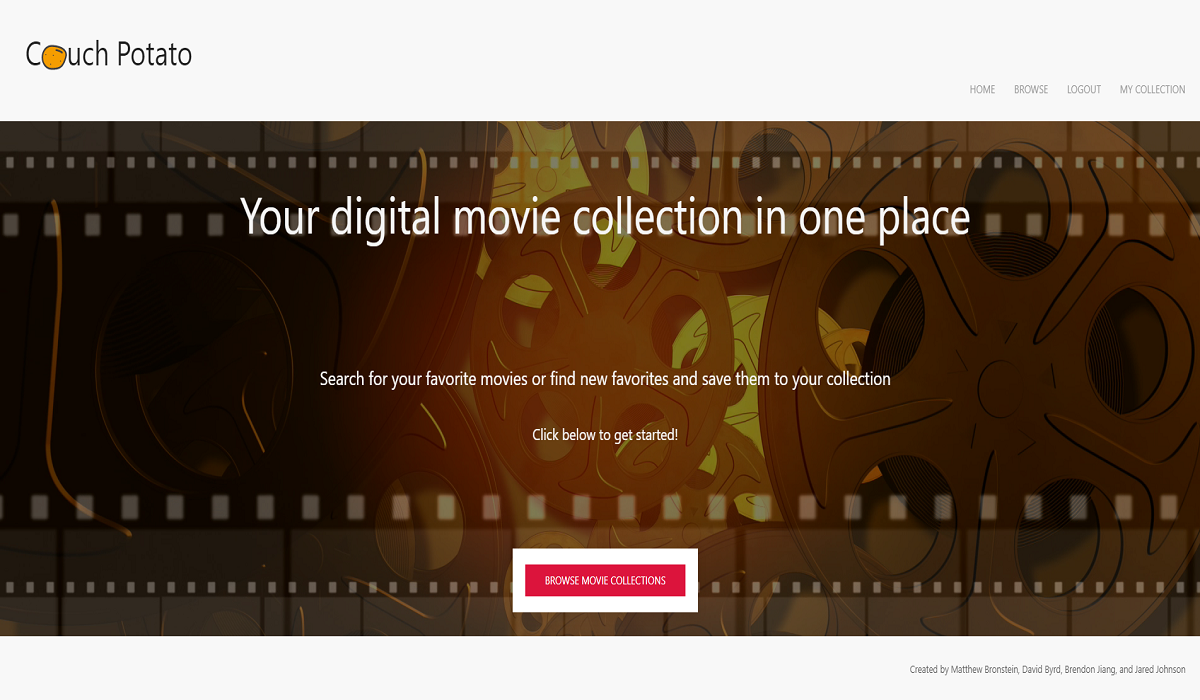 Couch Potato
HOME BROWSE LOGOUT MY COLLECTION
Your digital movie collection in one place
Search for your favorite movies or find new favorites and save them to your collection
Click below to get started!
BROWSE MOVIE COLLECTIONS
Created by Matthew Bronstein, David Byrd, Brendon Jiang, and Jared Johnson